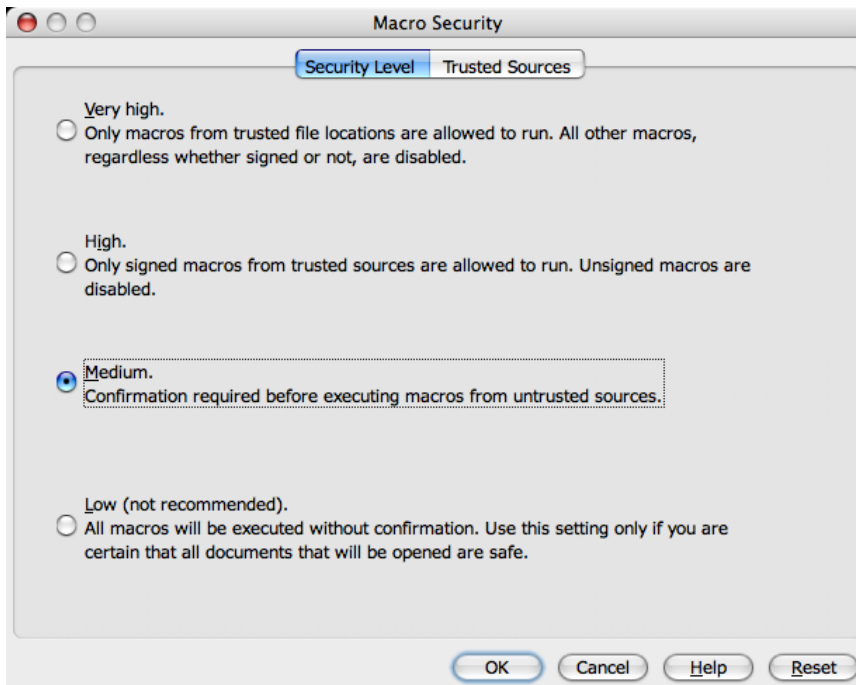 Macro Security
Security Level Trusted Sources
Very high.
Only macros from trusted file locations are allowed to run. All other macros,
regardless whether signed or not, are disabled.
High.
Only signed macros from trusted sources are allowed to run. Unsigned macros are
disabled.
Medium.
Confirmation required before executing macros from untrusted sources.
Low (not recommended).
All macros will be executed without confirmation. Use this setting only if you are
certain that all documents that will be opened are safe.
OK Cancel Help Reset